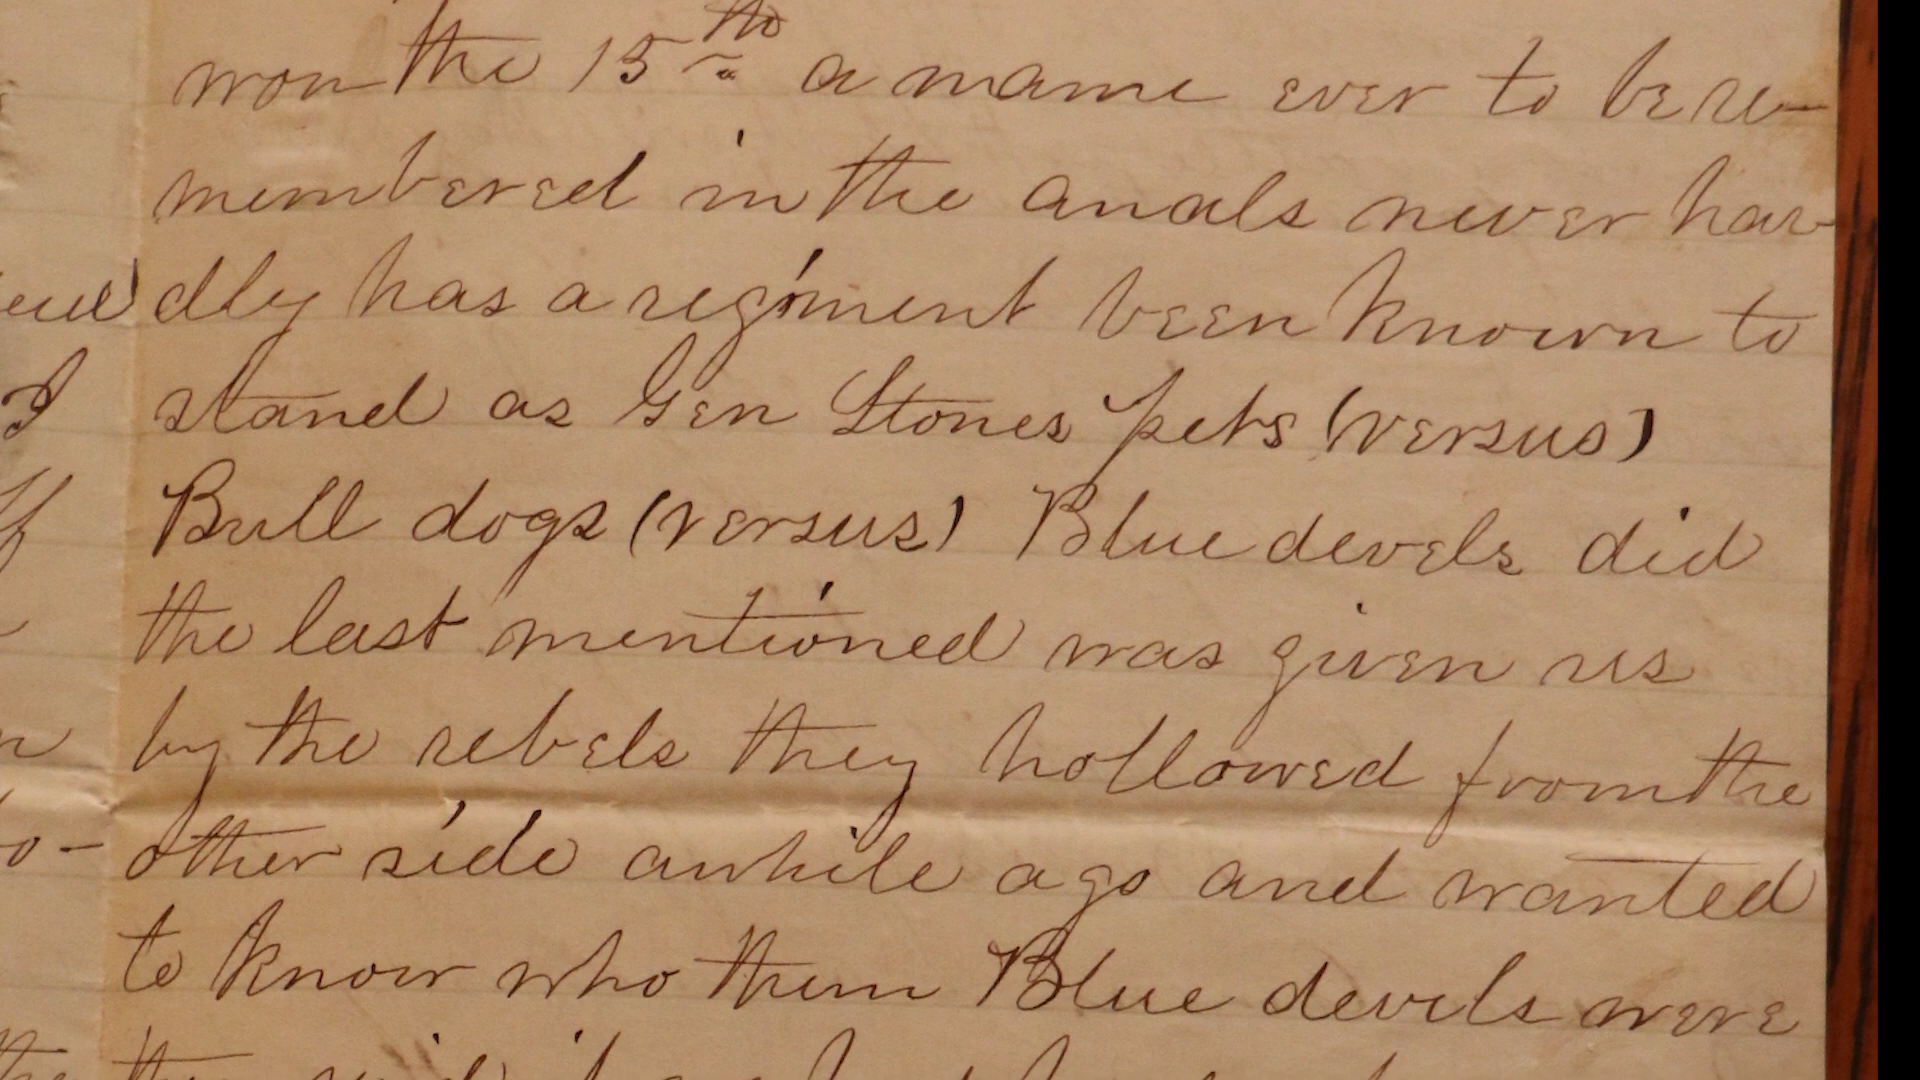 won the 15th a name ever to be re-
membered in the anals never har-
dly has a regiment been known to
stand as Gen Stones pets (versus)
Bull dogs (versus) Blue devels did
the last mentioned was given us
by the rebels they hollowed from the
other side awhile ago and wanted
to know who them Blue devils were